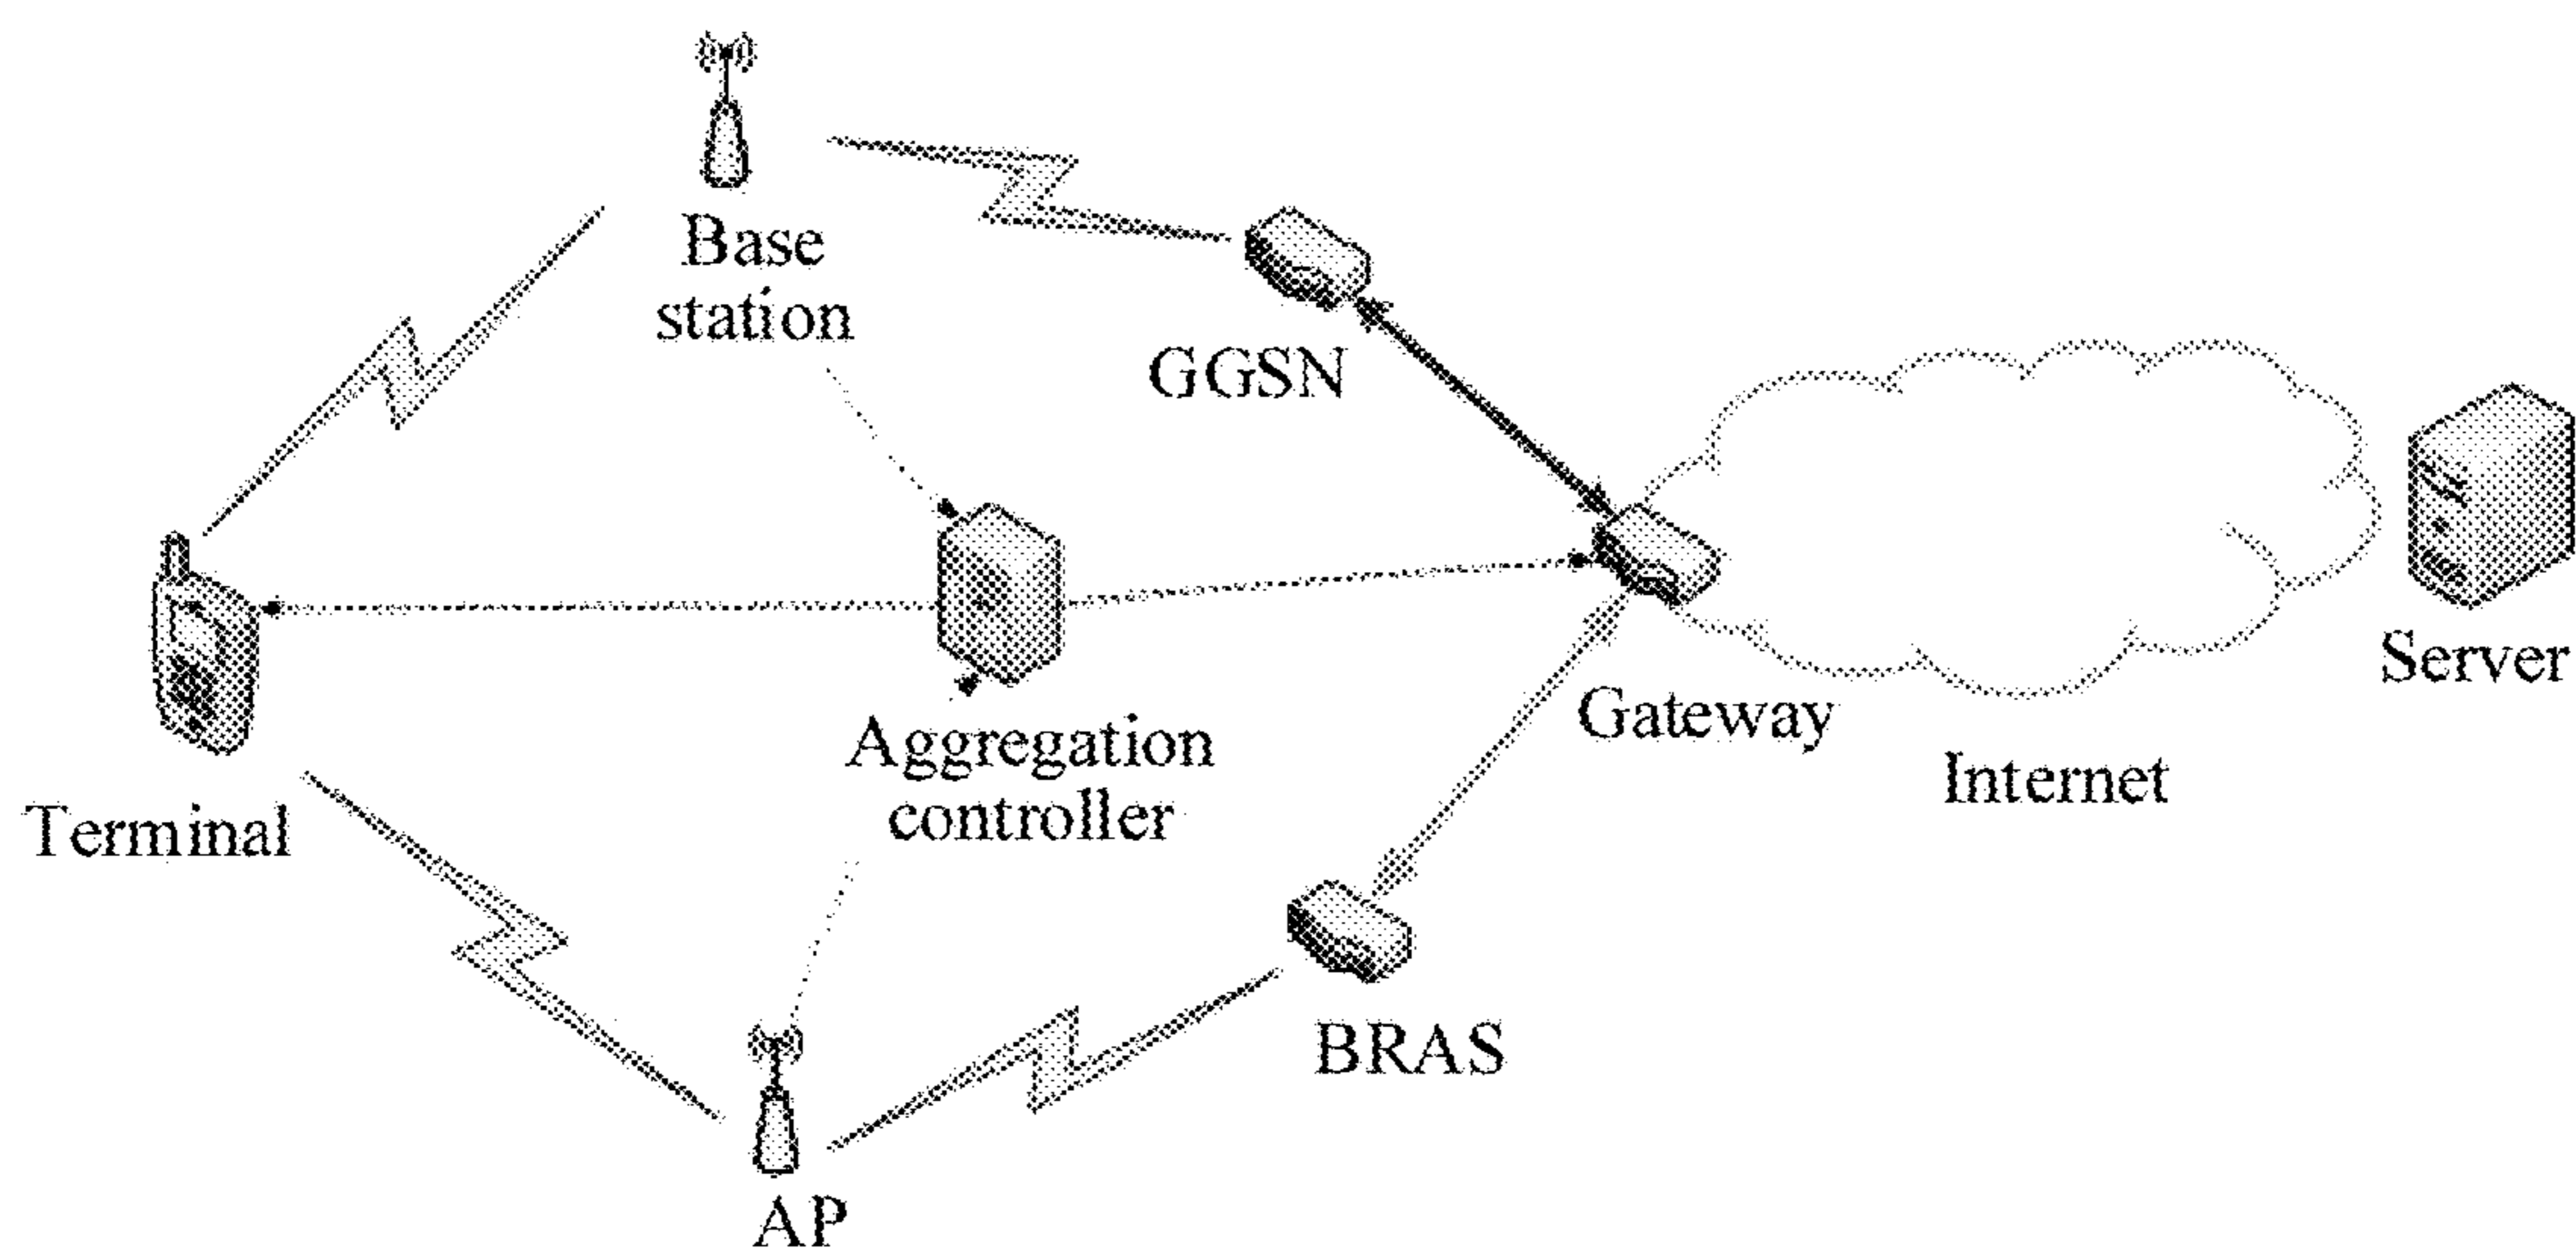 Base
station
GGSN
Server
Gateway
Aggregation
controller
Internet
Terminal
BRAS
AP